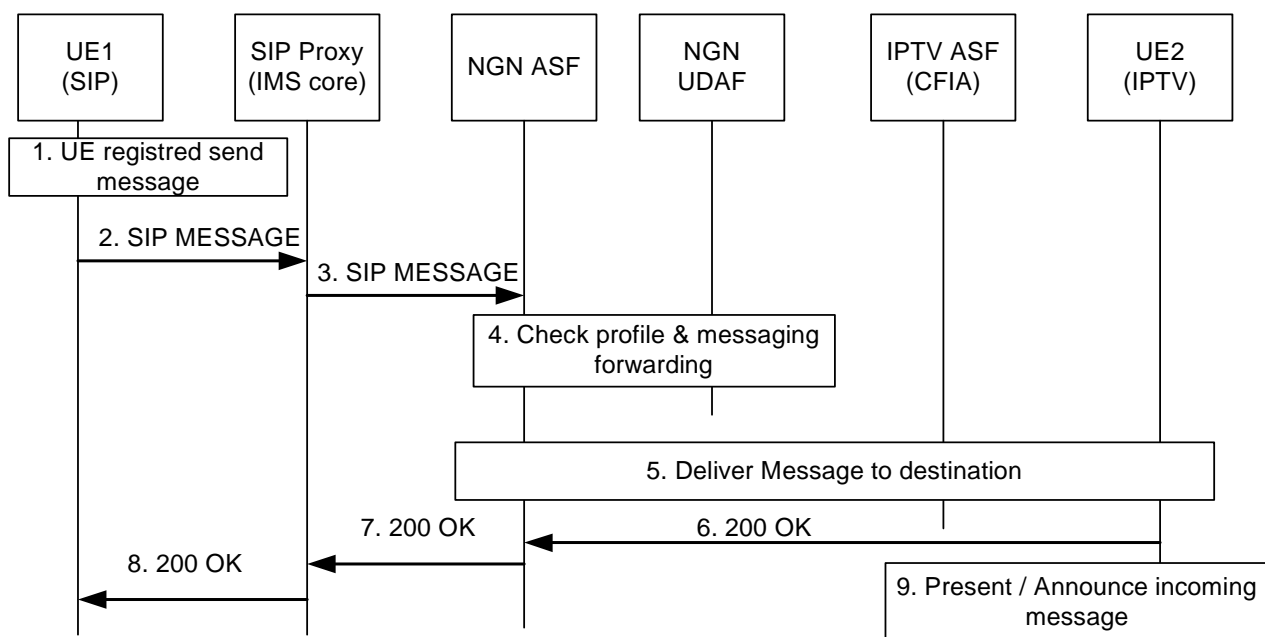 UE1
(SIP)
SIP Proxy
(IMS core)
NGN ASF
NGN
UDAF
IPTV ASF
(CFIA)
UE2
(IPTV)
1. UE registred send
message
2. SIP MESSAGE
3. SIP MESSAGE
4. Check profile & messaging
forwarding
5. Deliver Message to destination
6. 200 OK
7. 200 OK
8. 200 OK
9. Present / Announce incoming
message